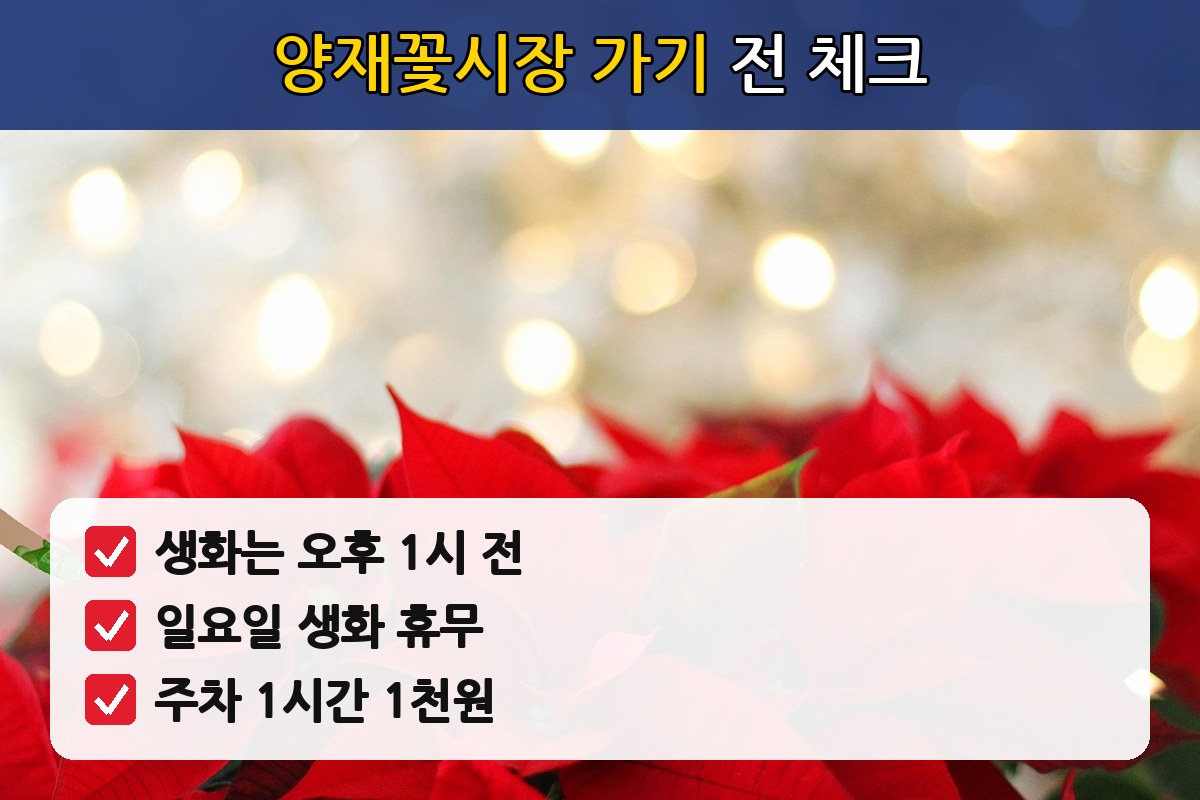 양재꽃시장 가기 전 체크
생화는 오후 1시 전
일요일 생화 휴무
주차 1시간 1천원